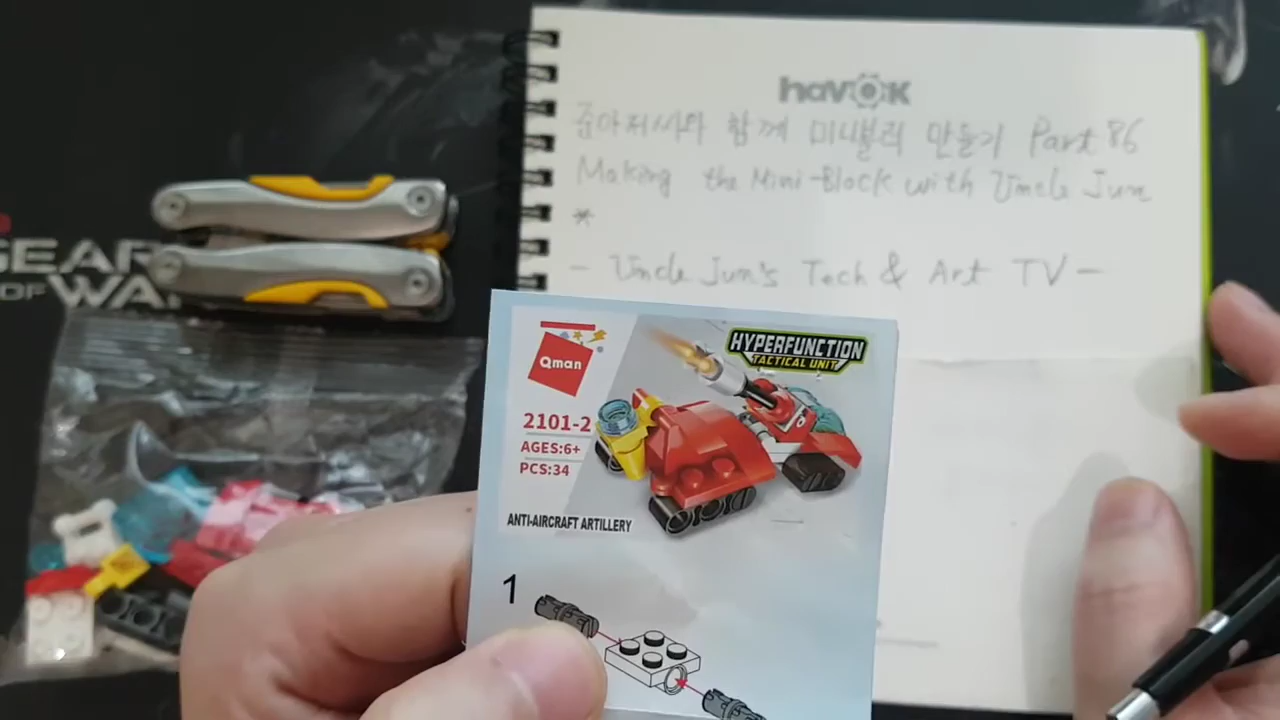 havok
준아저씨와 함께 미니블럭 만들기 Part 86
Making the Mini-Block with Uncle Jun
*
- Uncle Jun's Tech & Art TV -
GEARS
OF WAR
Qman
HYPERFUNCTION
TACTICAL UNIT
2101-2
AGES:6+
PCS:34
ANTI-AIRCRAFT ARTILLERY
1